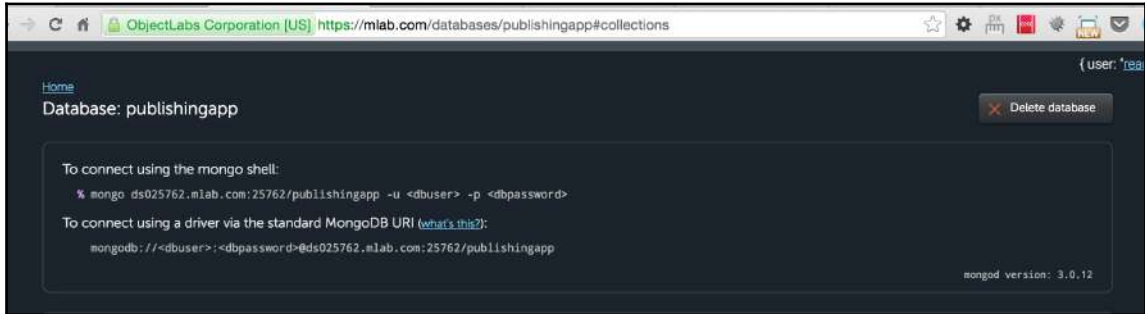 ObjectLabs Corporation [US] https://mlab.com/databases/publishingapp#collections
NEW
{ user: "rea
Home
Database: publishingapp
Delete database
To connect using the mongo shell:
% mongo ds025762.mlab.com:25762/publishingapp -u <dbuser> -p <dbpassword>
To connect using a driver via the standard MongoDB URI (what's this?):
mongodb://<dbuser>:<dbpassword>@ds025762.mlab.com:25762/publishingapp
mongod version: 3.0.12